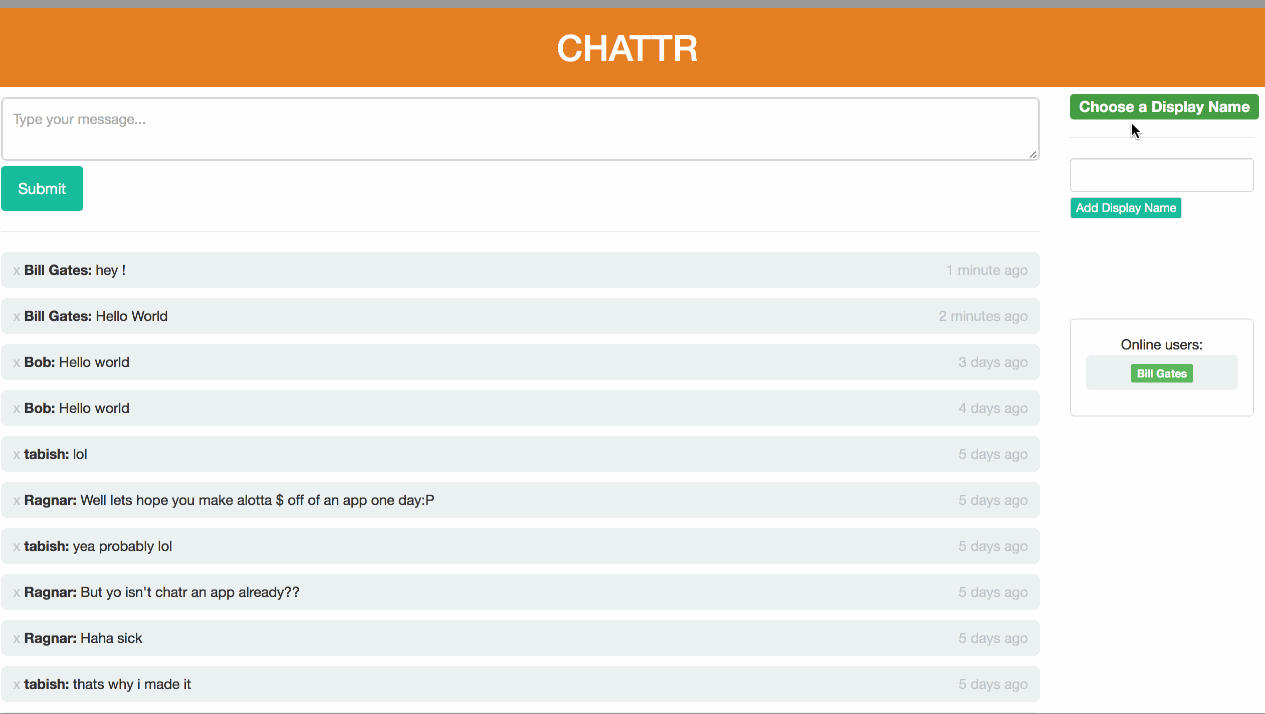 CHATTR
Type your message...
Submit
Choose a Display Name
Add Display Name
x Bill Gates: hey ! 1 minute ago
x Bill Gates: Hello World 2 minutes ago
x Bob: Hello world 3 days ago
x Bob: Hello world 4 days ago
x tabish: lol 5 days ago
x Ragnar: Well lets hope you make alotta $ off of an app one day:P 5 days ago
x tabish: yea probably lol 5 days ago
x Ragnar: But yo isn't chatr an app already?? 5 days ago
x Ragnar: Haha sick 5 days ago
x tabish: thats why i made it 5 days ago
Online users:
Bill Gates